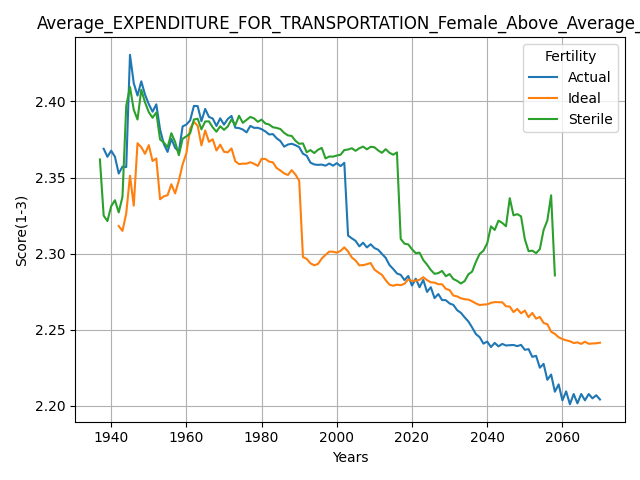 Average_EXPENDITURE_FOR_TRANSPORTATION_Female_Above_Average_
Fertility
Actual
Ideal
Sterile
Score(1-3)
2.40
2.35
2.30
2.25
2.20
1940 1960 1980 2000 2020 2040 2060
Years